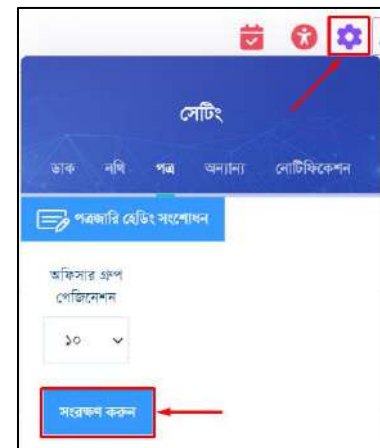 সেটিং
ডাক নথি পত্র অন্যান্য নোটিফিকেশন
পত্রজারি হেডিং সংশোধন
অফিসার গ্রুপ
পেজিনেশন
১০
সংরক্ষণ করুন